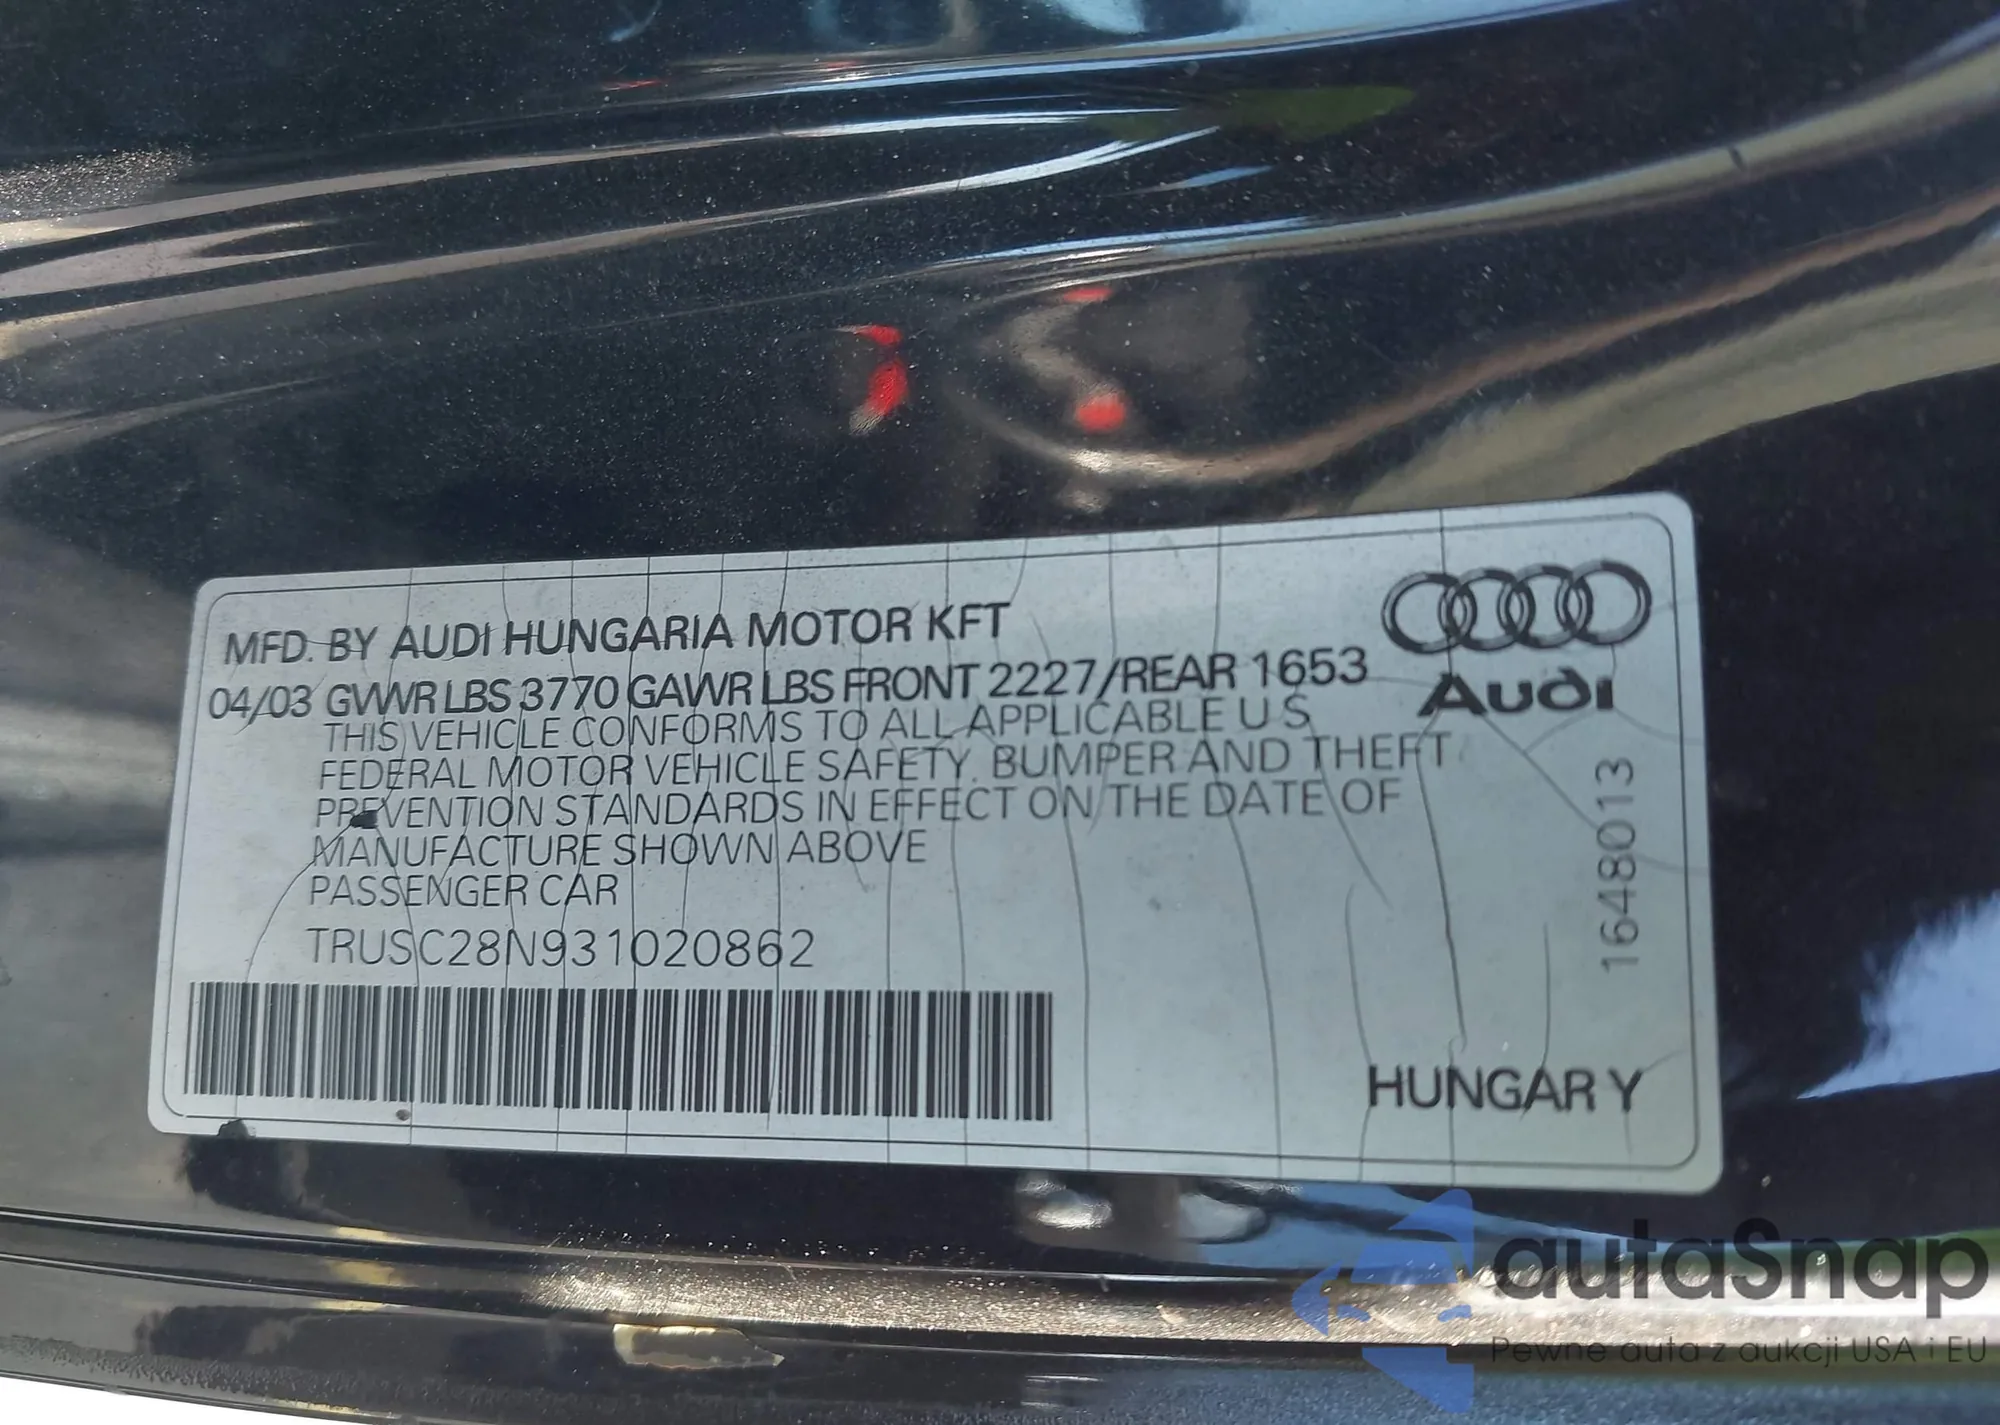 MFD. BY AUDI HUNGARIA MOTOR KFT
04/03 GVWR LBS 3770 GAWR LBS FRONT 2227/REAR 1653
THIS VEHICLE CONFORMS TO ALL APPLICABLE U.S.
FEDERAL MOTOR VEHICLE SAFETY, BUMPER AND THEFT
PREVENTION STANDARDS IN EFFECT ON THE DATE OF
MANUFACTURE SHOWN ABOVE
PASSENGER CAR
TRUSC28N931020862
Audi
1648013
HUNGARY
autaSnap
Pewne auta z aukcji USA i EU